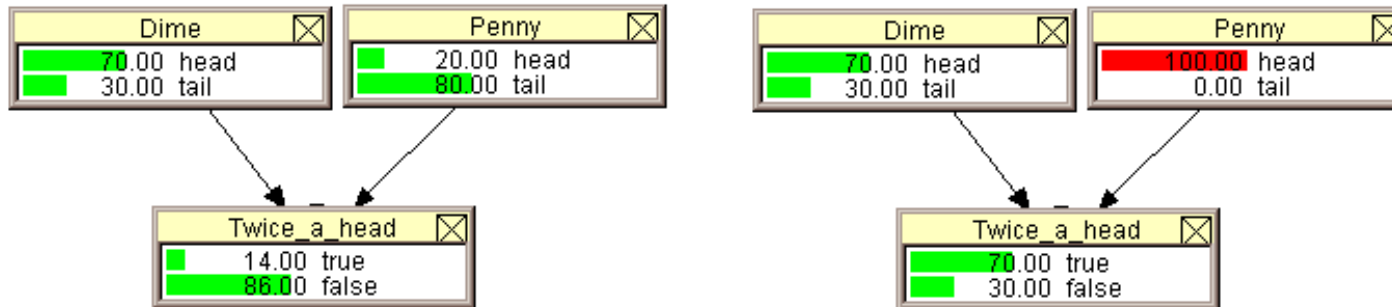 Dime
70.00 head
30.00 tail
Penny
20.00 head
80.00 tail
Twice_a_head
14.00 true
86.00 false
Dime
70.00 head
30.00 tail
Penny
100.00 head
0.00 tail
Twice_a_head
70.00 true
30.00 false